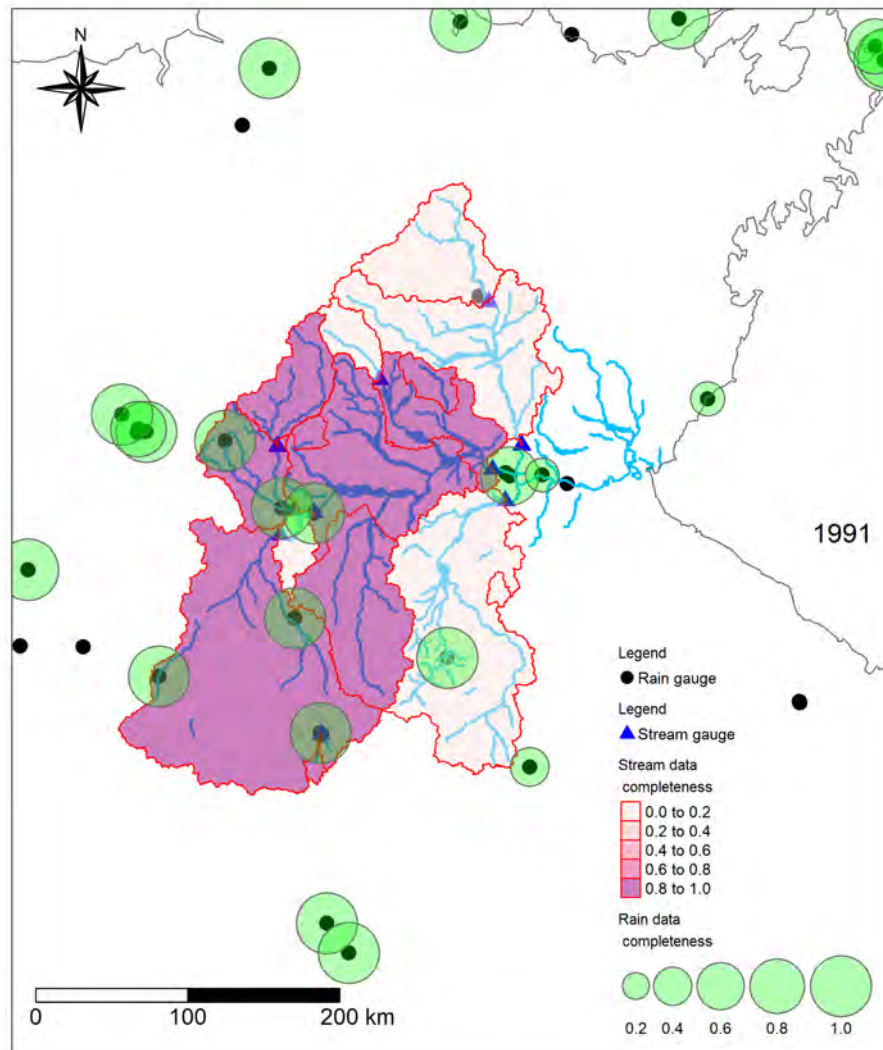 N
1991
Legend
Rain gauge
Legend
Stream gauge
Stream data
completeness
0.0 to 0.2
0.2 to 0.4
0.4 to 0.6
0.6 to 0.8
0.8 to 1.0
Rain data
completeness
0.2 0.4 0.6 0.8 1.0
0 100 200 km